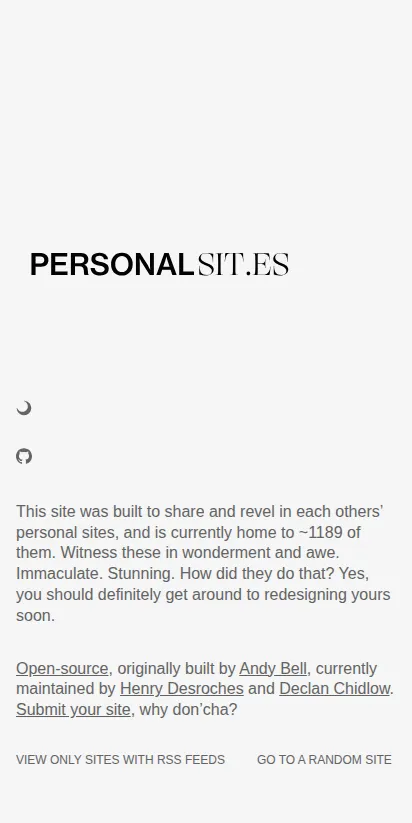 PERSONAL SIT.ES
This site was built to share and revel in each others’
personal sites, and is currently home to ~1189 of
them. Witness these in wonderment and awe.
Immaculate. Stunning. How did they do that? Yes,
you should definitely get around to redesigning yours
soon.
Open-source, originally built by Andy Bell, currently
maintained by Henry Desroches and Declan Chidlow.
Submit your site, why don’cha?
VIEW ONLY SITES WITH RSS FEEDS GO TO A RANDOM SITE